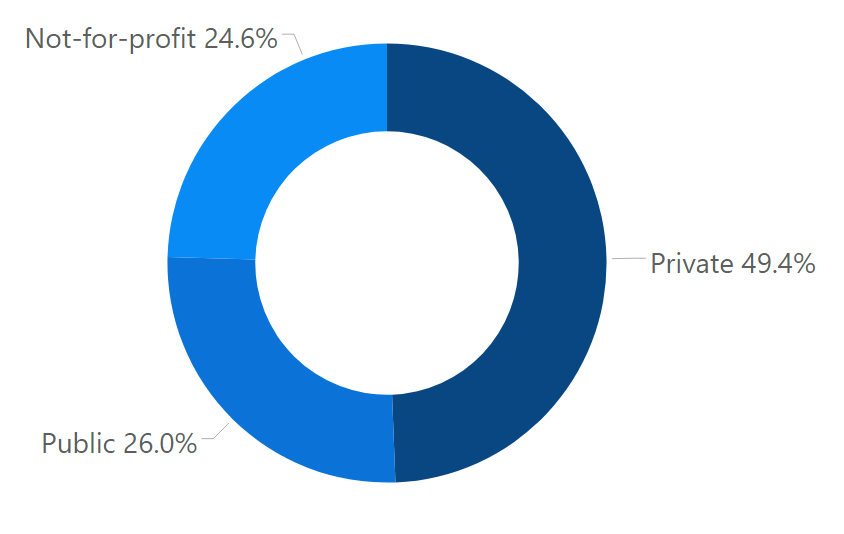 Not-for-profit 24.6%
Private 49.4%
Public 26.0%